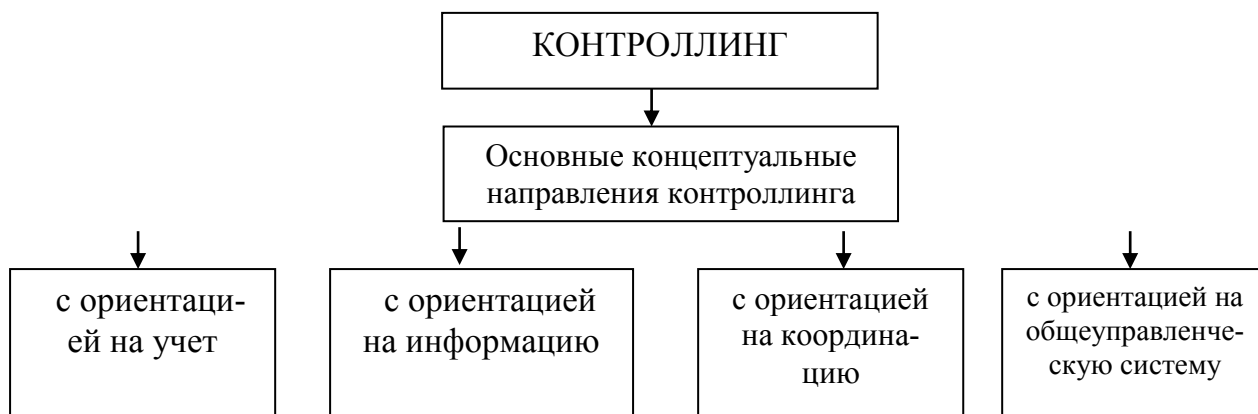 КОНТРОЛЛИНГ
Основные концептуальные
направления контроллинга
с ориентаци-
ей на учет
с ориентацией
на информацию
с ориентацией
на координа-
цию
с ориентацией на
общеуправленче-
скую систему